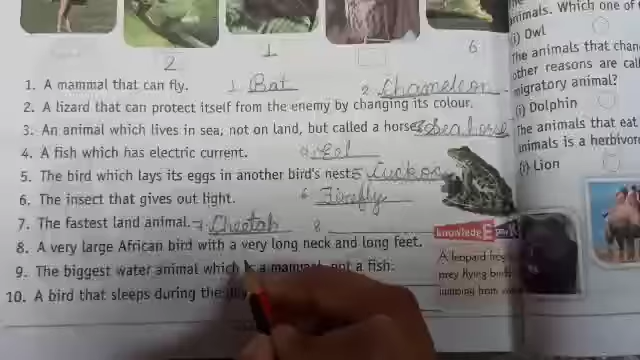 2
1
6
1. A mammal that can fly. 1. Bat 2. Chameleon
2. A lizard that can protect itself from the enemy by changing its colour.
3. An animal which lives in sea, not on land, but called a horse. Sea horse
4. A fish which has electric current. 4. Eel
5. The bird which lays its eggs in another bird's nest. 5. Cuckoo
6. The insect that gives out light. 6 Firefly
7. The fastest land animal. 7. Cheetah 8.
8. A very large African bird with a very long neck and long feet.
9. The biggest water animal which is a mammal, not a fish.
10. A bird that sleeps during the
animals. Which one of
(i) Owl
The animals that
other reasons are
migratory animal?
(i) Dolphin
The animals that eat
animals is a
(i) Lion
Knowledge
A leopard
prey flying